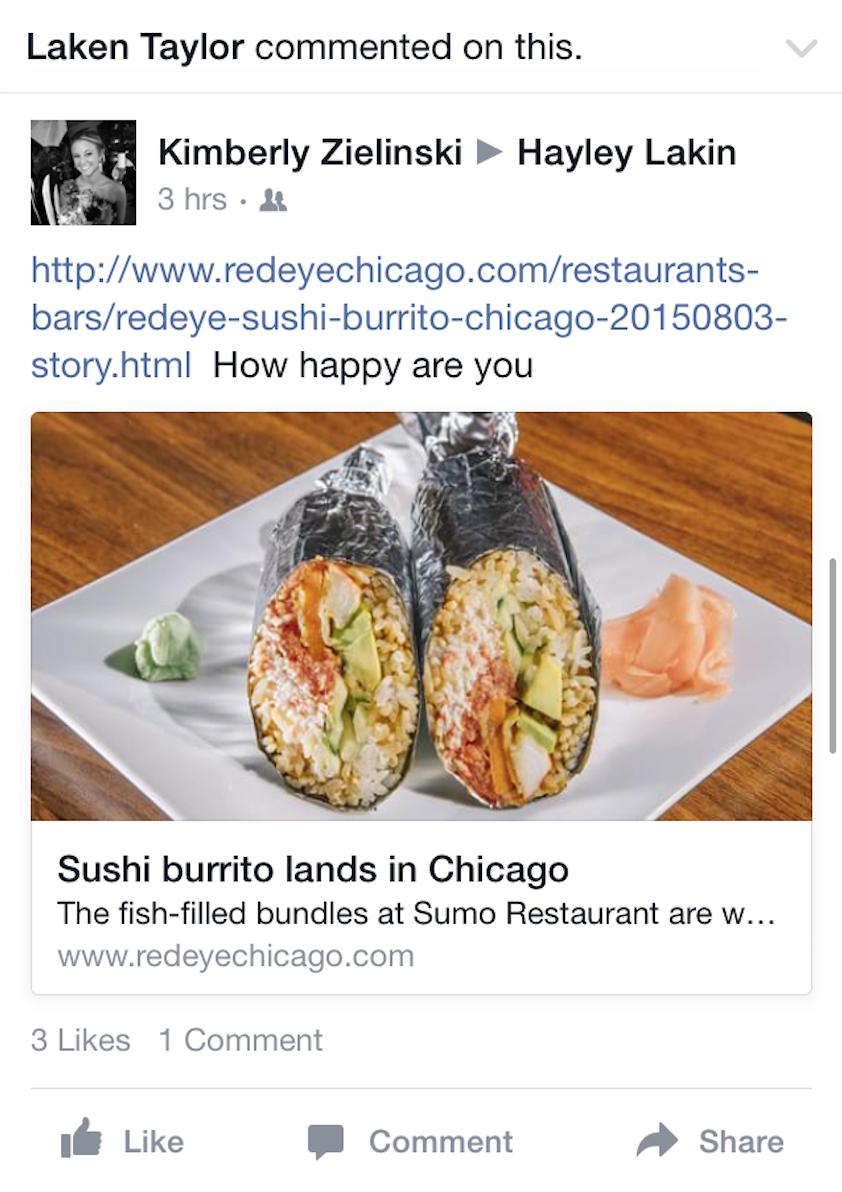 Laken Taylor commented on this.
Kimberly Zielinski ▶ Hayley Lakin
3 hrs ·
http://www.redeyechicago.com/restaurants-
bars/redeye-sushi-burrito-chicago-20150803-
story.html How happy are you
Sushi burrito lands in Chicago
The fish-filled bundles at Sumo Restaurant are w...
www.redeyechicago.com
3 Likes 1 Comment
Like Comment Share